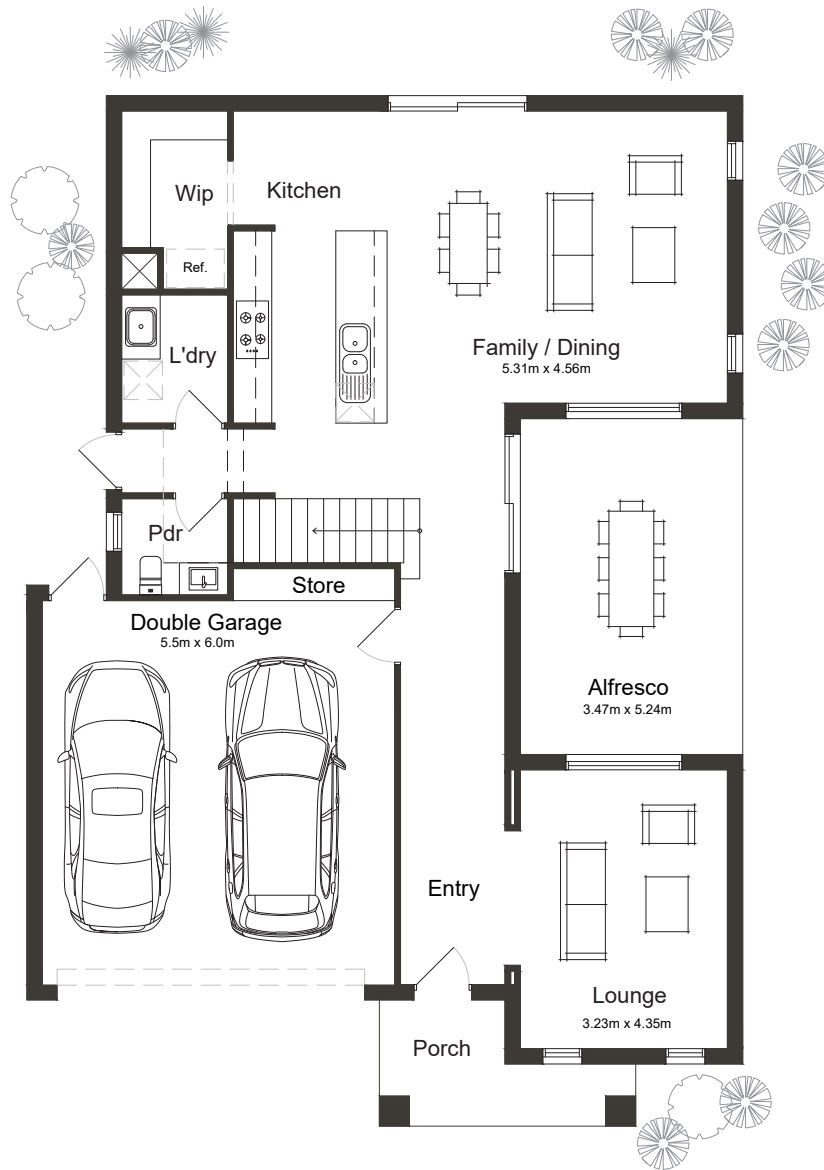 Wip
Kitchen
Ref.
L'dry
Family / Dining
5.31m x 4.56m
Pdr
Store
Double Garage
5.5m x 6.0m
Alfresco
3.47m x 5.24m
Entry
Lounge
3.23m x 4.35m
Porch